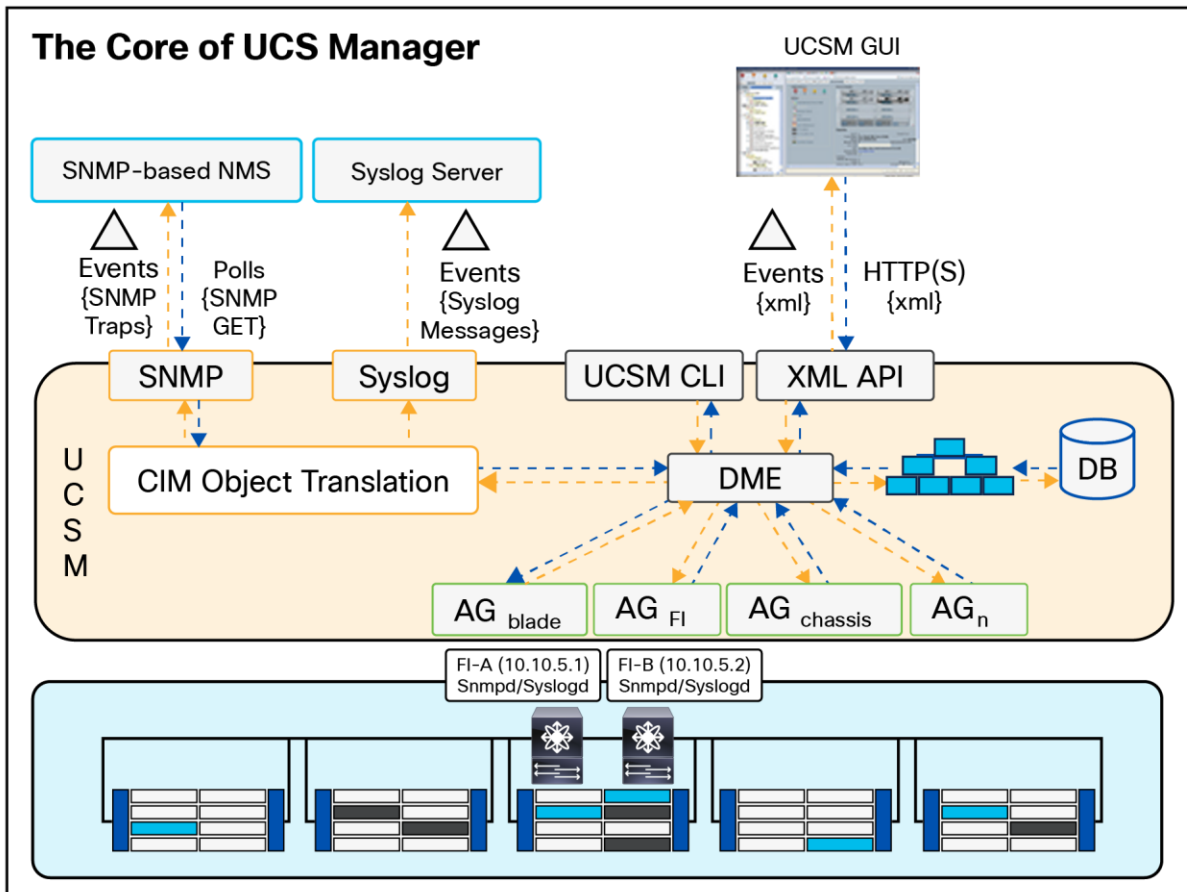 The Core of UCS Manager
UCSM GUI
SNMP-based NMS
Syslog Server
Events
{SNMP
Traps}
Polls
{SNMP
GET}
Events
{Syslog
Messages}
Events
{xml}
HTTP(S)
{xml}
SNMP
Syslog
UCSM CLI
XML API
U
C
S
M
CIM Object Translation
DME
DB
AG blade
AG FI
AG chassis
AG n
FI-A (10.10.5.1)
Snmpd/Syslogd
FI-B (10.10.5.2)
Snmpd/Syslogd